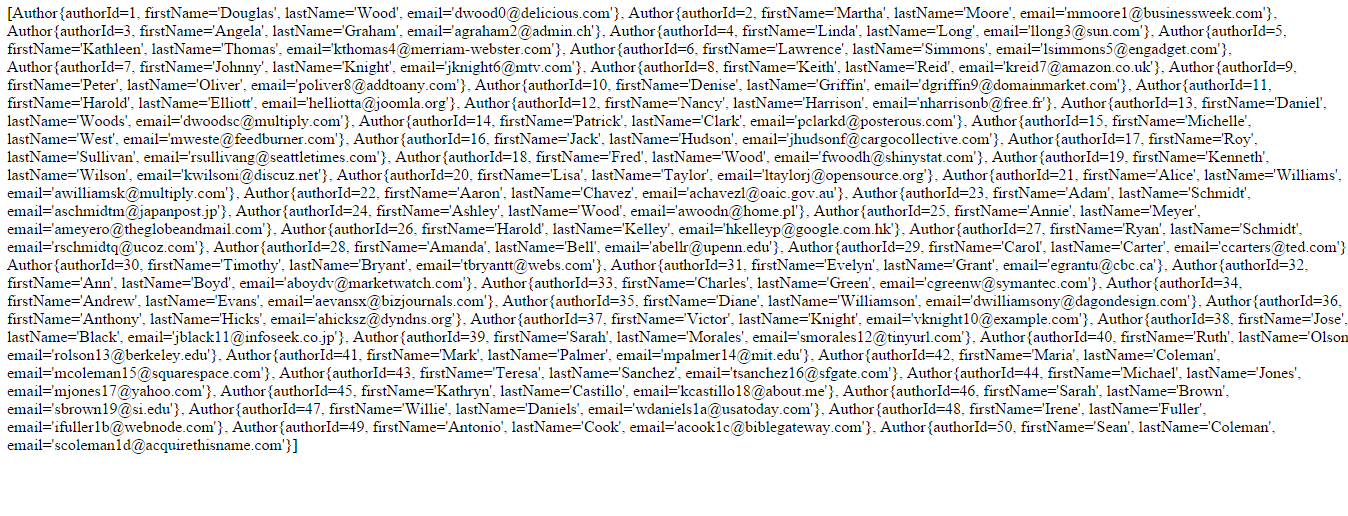 [Author{authorId=1, firstName='Douglas', lastName='Wood', email='dwood0@delicious.com'}, Author{authorId=2, firstName='Martha', lastName='Moore', email='mmoore1@businessweek.com'},
Author{authorId=3, firstName='Angela', lastName='Graham', email='agraham2@admin.ch'}, Author{authorId=4, firstName='Linda', lastName='Long', email='llong3@sun.com'}, Author{authorId=5,
firstName='Kathleen', lastName='Thomas', email='kthomas4@merriam-webster.com'}, Author{authorId=6, firstName='Lawrence', lastName='Simmons', email='lsimmons5@engadget.com'},
Author{authorId=7, firstName='Johnny', lastName='Knight', email='jknight6@mtv.com'}, Author{authorId=8, firstName='Keith', lastName='Reid', email='kreid7@amazon.co.uk'}, Author{authorId=9,
firstName='Peter', lastName='Oliver', email='poliver8@addtoany.com'}, Author{authorId=10, firstName='Denise', lastName='Griffin', email='dgriffin9@domainmarket.com'}, Author{authorId=11,
firstName='Harold', lastName='Elliott', email='helliotta@joomla.org'}, Author{authorId=12, firstName='Nancy', lastName='Harrison', email='nharrisonb@free.fr'}, Author{authorId=13, firstName='Daniel',
lastName='Woods', email='dwoodsc@multiply.com'}, Author{authorId=14, firstName='Patrick', lastName='Clark', email='pclarkd@posterous.com'}, Author{authorId=15, firstName='Michelle',
lastName='West', email='mweste@feedburner.com'}, Author{authorId=16, firstName='Jack', lastName='Hudson', email='jhudsonf@cargocollective.com'}, Author{authorId=17, firstName='Roy',
lastName='Sullivan', email='rsullivang@seattletimes.com'}, Author{authorId=18, firstName='Fred', lastName='Wood', email='fwoodh@shinystat.com'}, Author{authorId=19, firstName='Kenneth',
lastName='Wilson', email='kwilsoni@discuz.net'}, Author{authorId=20, firstName='Lisa', lastName='Taylor', email='ltaylorj@opensource.org'}, Author{authorId=21, firstName='Alice', lastName='Williams',
email='awilliamsk@multiply.com'}, Author{authorId=22, firstName='Aaron', lastName='Chavez', email='achavezl@oaic.gov.au'}, Author{authorId=23, firstName='Adam', lastName='Schmidt',
email='aschmidtm@japanpost.jp'}, Author{authorId=24, firstName='Ashley', lastName='Wood', email='awoodn@home.pl'}, Author{authorId=25, firstName='Annie', lastName='Meyer',
email='ameyero@theglobeandmail.com'}, Author{authorId=26, firstName='Harold', lastName='Kelley', email='hkelleyp@google.com.hk'}, Author{authorId=27, firstName='Ryan', lastName='Schmidt',
email='rschmidtq@ucoz.com'}, Author{authorId=28, firstName='Amanda', lastName='Bell', email='abellr@upenn.edu'}, Author{authorId=29, firstName='Carol', lastName='Carter', email='ccarters@ted.com'}
Author{authorId=30, firstName='Timothy', lastName='Bryant', email='tbryantt@webs.com'}, Author{authorId=31, firstName='Evelyn', lastName='Grant', email='egrantu@cbc.ca'}, Author{authorId=32,
firstName='Ann', lastName='Boyd', email='aboydv@marketwatch.com'}, Author{authorId=33, firstName='Charles', lastName='Green', email='cgreenw@symantec.com'}, Author{authorId=34,
firstName='Andrew', lastName='Evans', email='aevansx@bizjournals.com'}, Author{authorId=35, firstName='Diane', lastName='Williamson', email='dwilliamsony@dagondesign.com'}, Author{authorId=36,
firstName='Anthony', lastName='Hicks', email='ahicksz@dyndns.org'}, Author{authorId=37, firstName='Victor', lastName='Knight', email='vknight10@example.com'}, Author{authorId=38, firstName='Jose',
lastName='Black', email='jblack11@infoseek.co.jp'}, Author{authorId=39, firstName='Sarah', lastName='Morales', email='smorales12@tinyurl.com'}, Author{authorId=40, firstName='Ruth', lastName='Olson
email='rolson13@berkeley.edu'}, Author{authorId=41, firstName='Mark', lastName='Palmer', email='mpalmer14@mit.edu'}, Author{authorId=42, firstName='Maria', lastName='Coleman',
email='mcoleman15@squarespace.com'}, Author{authorId=43, firstName='Teresa', lastName='Sanchez', email='tsanchez16@sfgate.com'}, Author{authorId=44, firstName='Michael', lastName='Jones',
email='mjones17@yahoo.com'}, Author{authorId=45, firstName='Kathryn', lastName='Castillo', email='kcastillo18@about.me'}, Author{authorId=46, firstName='Sarah', lastName='Brown',
email='sbrown19@si.edu'}, Author{authorId=47, firstName='Willie', lastName='Daniels', email='wdaniels1a@usatoday.com'}, Author{authorId=48, firstName='Irene', lastName='Fuller',
email='ifuller1b@webnode.com'}, Author{authorId=49, firstName='Antonio', lastName='Cook', email='acook1c@biblegateway.com'}, Author{authorId=50, firstName='Sean', lastName='Coleman',
email='scoleman1d@acquirethisname.com'}]